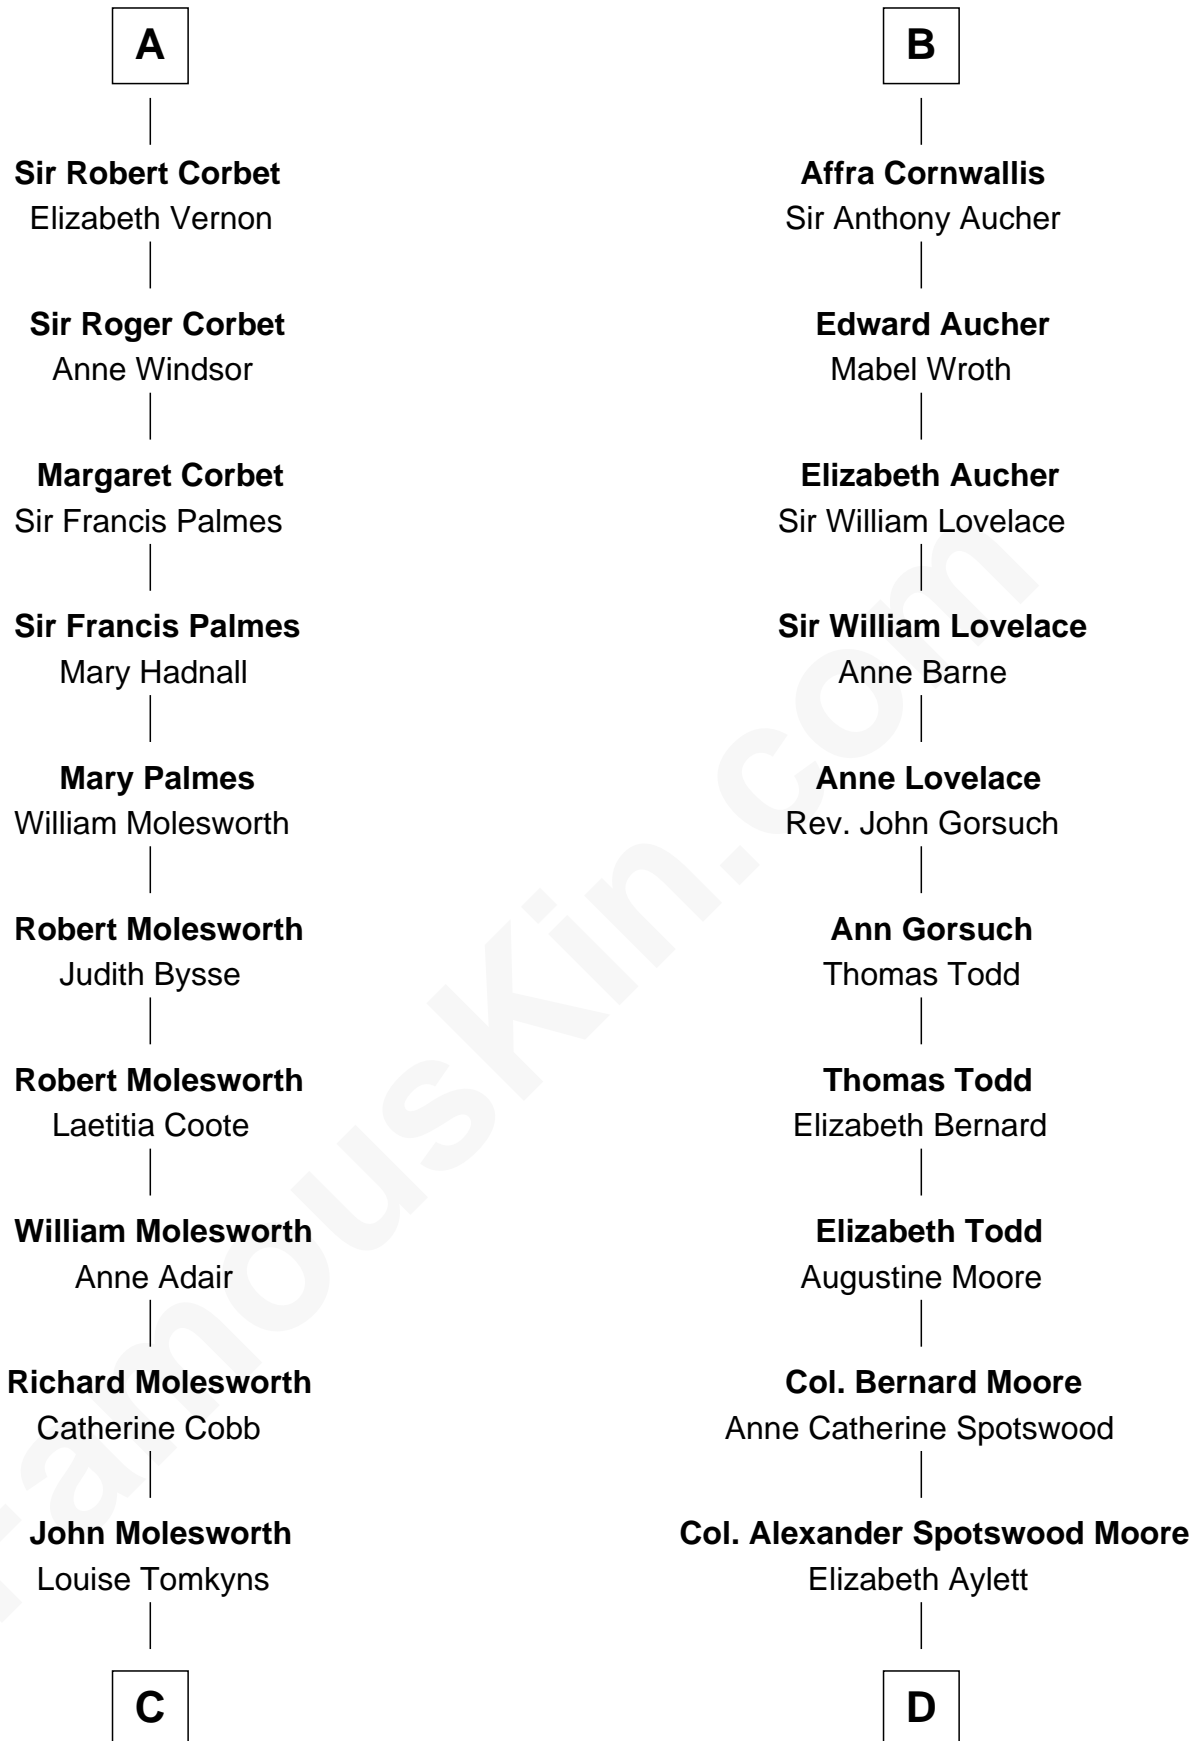 A
Sir Robert Corbet
Elizabeth Vernon
Sir Roger Corbet
Anne Windsor
Margaret Corbet
Sir Francis Palmes
Sir Francis Palmes
Mary Hadnall
Mary Palmes
William Molesworth
Robert Molesworth
Judith Bysse
Robert Molesworth
Laetitia Coote
William Molesworth
Anne Adair
Richard Molesworth
Catherine Cobb
John Molesworth
Louise Tomkyns
C
B
Affra Cornwallis
Sir Anthony Aucher
Edward Aucher
Mabel Wroth
Elizabeth Aucher
Sir William Lovelace
Sir William Lovelace
Anne Barne
Anne Lovelace
Rev. John Gorsuch
Ann Gorsuch
Thomas Todd
Thomas Todd
Elizabeth Bernard
Elizabeth Todd
Augustine Moore
Col. Bernard Moore
Anne Catherine Spotswood
Col. Alexander Spotswood Moore
Elizabeth Aylett
D
FamousKin.com